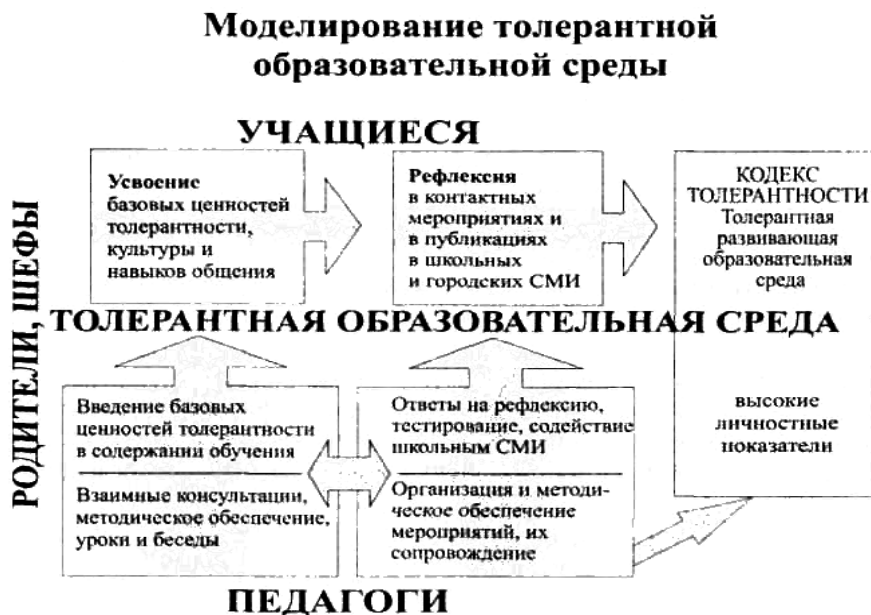 Моделирование толерантной
образовательной среды
УЧАЩИЕСЯ
РОДИТЕЛИ, ШЕФЫ
Усвоение
базовых ценностей
толерантности,
культуры и
навыков общения
Рефлексия
в контактных
мероприятиях и
в публикациях
в школьных
и городских СМИ
КОДЕКС
ТОЛЕРАНТНОСТИ
Толерантная
развивающая
образовательная
среда
ТОЛЕРАНТНАЯ ОБРАЗОВАТЕЛЬНАЯ СРЕДА
Введение базовых
ценностей толерантности
в содержании обучения
Взаимные консультации,
методическое обеспечение,
уроки и беседы
Ответы на рефлексию,
тестирование, содействие
школьным СМИ
Организация и методи-
ческое обеспечение
мероприятий, их
сопровождение
высокие
личностные
показатели
ПЕДАГОГИ